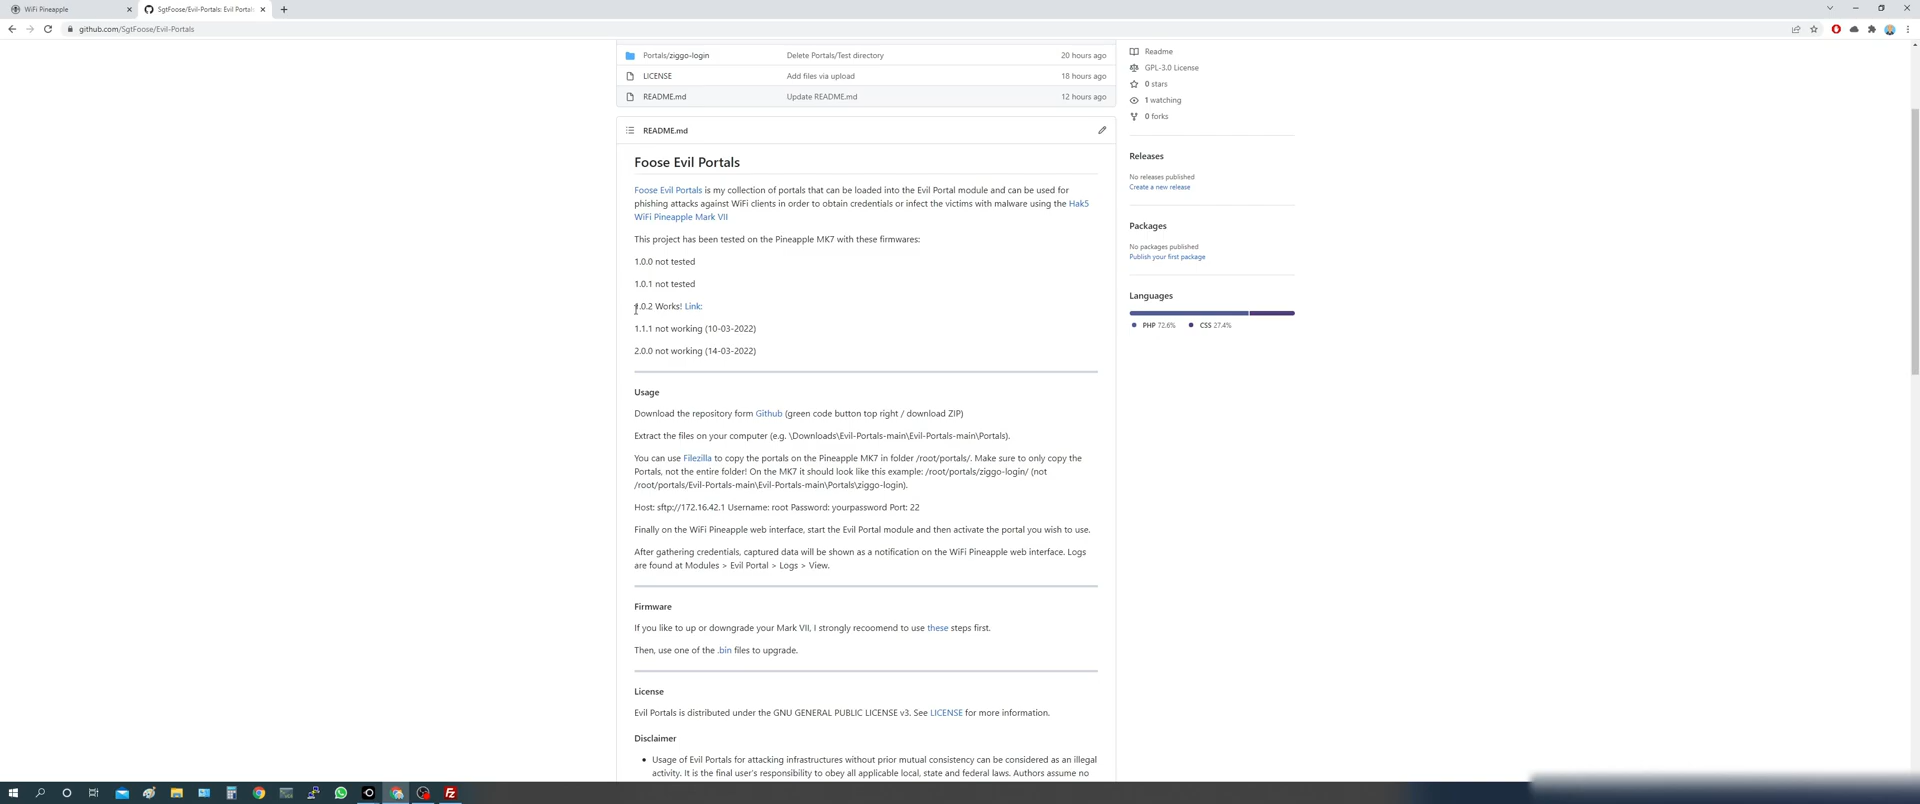 WiFi Pineapple
SgtFoose/Evil-Portals: Evil Portal
github.com/SgtFoose/Evil-Portals
Portals/ziggo-login Delete Portals/Test directory 20 hours ago
LICENSE Add files via upload 18 hours ago
README.md Update README.md 12 hours ago
Readme
GPL-3.0 License
0 stars
1 watching
0 forks
Releases
No releases published
Create a new release
Packages
No packages published
Publish your first package
Languages
PHP 72.6% CSS 27.4%
README.md
Foose Evil Portals
Foose Evil Portals is my collection of portals that can be loaded into the Evil Portal module and can be used for
phishing attacks against WiFi clients in order to obtain credentials or infect the victims with malware using the Hak5
WiFi Pineapple Mark VII
This project has been tested on the Pineapple MK7 with these firmwares:
1.0.0 not tested
1.0.1 not tested
1.0.2 Works! Link:
1.1.1 not working (10-03-2022)
2.0.0 not working (14-03-2022)
Usage
Download the repository form Github (green code button top right / download ZIP)
Extract the files on your computer (e.g. \Downloads\Evil-Portals-main\Evil-Portals-main\Portals).
You can use Filezilla to copy the portals on the Pineapple MK7 in folder /root/portals/. Make sure to only copy the
Portals, not the entire folder! On the MK7 it should look like this example: /root/portals/ziggo-login/ (not
/root/portals/Evil-Portals-main\Evil-Portals-main\Portals\ziggo-login).
Host: sftp://172.16.42.1 Username: root Password: yourpassword Port: 22
Finally on the WiFi Pineapple web interface, start the Evil Portal module and then activate the portal you wish to use.
After gathering credentials, captured data will be shown as a notification on the WiFi Pineapple web interface. Logs
are found at Modules > Evil Portal > Logs > View.
Firmware
If you like to up or downgrade your Mark VII, I strongly recoomend to use these steps first.
Then, use one of the .bin files to upgrade.
License
Evil Portals is distributed under the GNU GENERAL PUBLIC LICENSE v3. See LICENSE for more information.
Disclaimer
• Usage of Evil Portals for attacking infrastructures without prior mutual consistency can be considered as an illegal
activity. It is the final user's responsibility to obey all applicable local, state and federal laws. Authors assume no